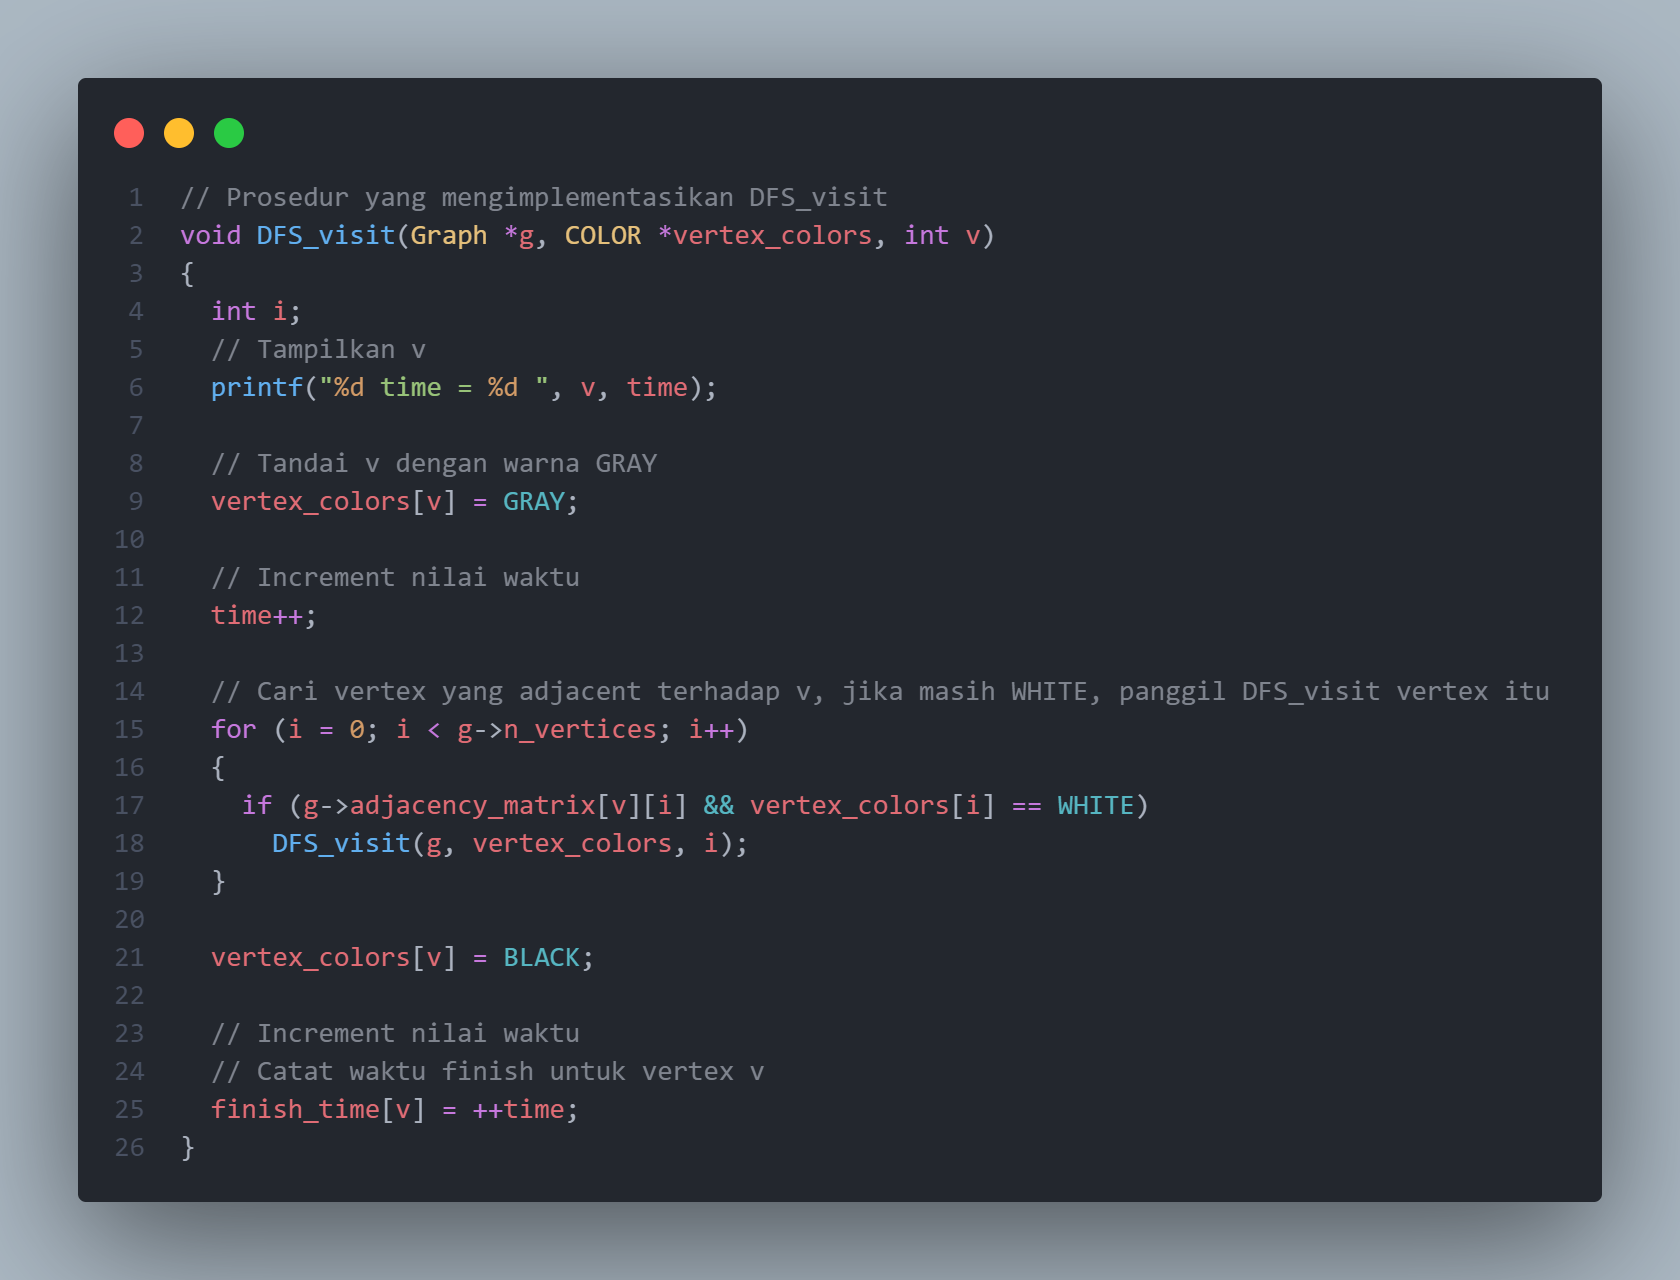 1 // Prosedur yang mengimplementasikan DFS_visit
2 void DFS_visit(Graph *g, COLOR *vertex_colors, int v)
3 {
4   int i;
5   // Tampilkan v
6   printf("%d time = %d ", v, time);
7
8   // Tandai v dengan warna GRAY
9   vertex_colors[v] = GRAY;
10
11   // Increment nilai waktu
12   time++;
13
14   // Cari vertex yang adjacent terhadap v, jika masih WHITE, panggil DFS_visit vertex itu
15   for (i = 0; i < g->n_vertices; i++)
16   {
17     if (g->adjacency_matrix[v][i] && vertex_colors[i] == WHITE)
18       DFS_visit(g, vertex_colors, i);
19   }
20
21   vertex_colors[v] = BLACK;
22
23   // Increment nilai waktu
24   // Catat waktu finish untuk vertex v
25   finish_time[v] = ++time;
26 }